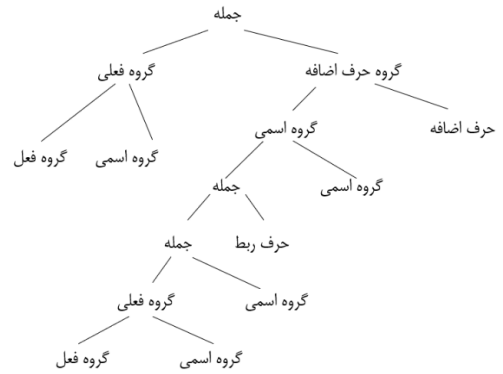 جمله
گروه حرف اضافه گروه فعلی
حرف اضافه گروه اسمی گروه اسمی گروه فعل
گروه اسمی جمله
حرف ربط جمله
گروه اسمی گروه فعلی
گروه اسمی گروه فعل